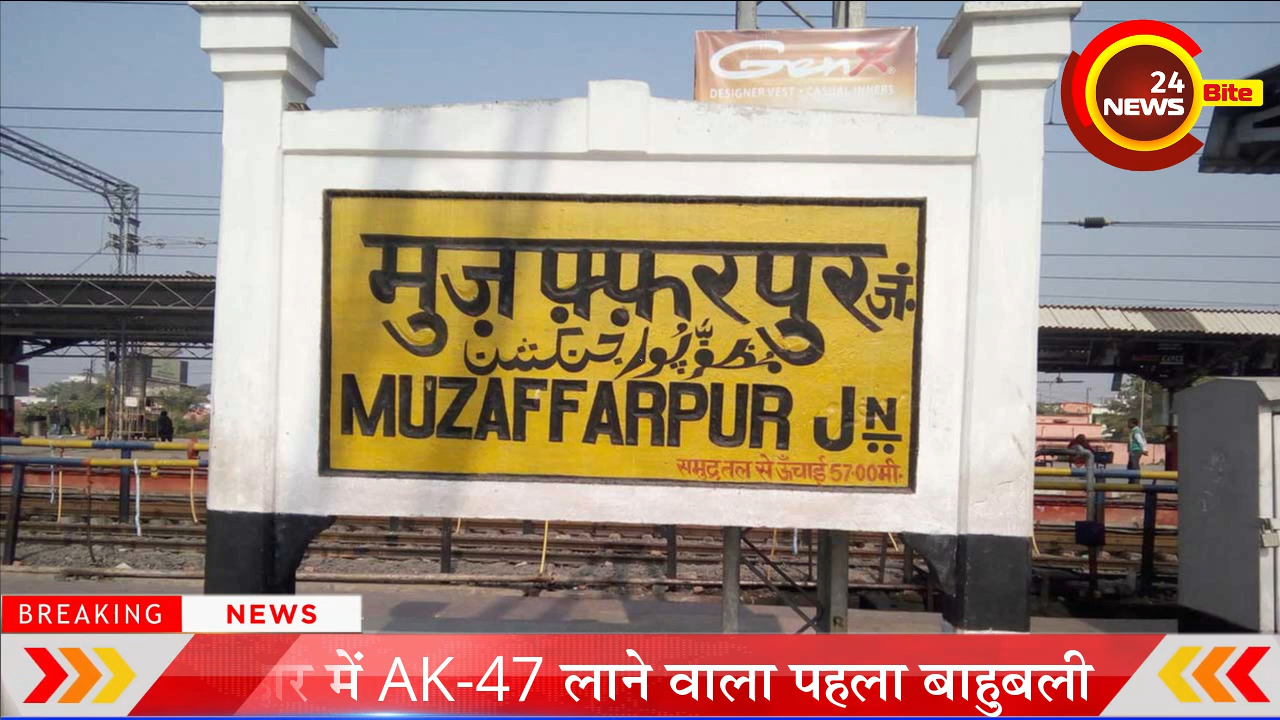 GenX
DESIGNER VEST • CASUAL INNERS
24
NEWS
Bite
मुज़फ़्फ़रपुर जं.
مظفرپور جنکشن
MUZAFFARPUR JN
समुद्र तल से ऊँचाई 57·00 मी·
BREAKING NEWS
में AK-47 लाने वाला पहला बाहुबली